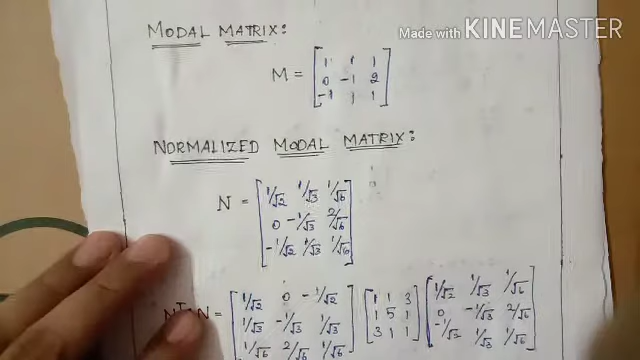 Made with KINEMASTER
MODAL MATRIX:
M = [1 1 1
0 -1 2
-1 1 1]
NORMALIZED MODAL MATRIX:
N = [1/√2 1/√3 1/√6
0 -1/√3 2/√6
-1/√2 1/√3 1/√6]
N = [1/√2 0 -1/√2 [1 1 3 [1/√2 1/√3 1/√6
1/√3 -1/√3 1/√3 1 5 1 0 -1/√3 2/√6
1/√6 2/√6 1/√6] 3 1 1] -1/√2 1/√3 1/√6]